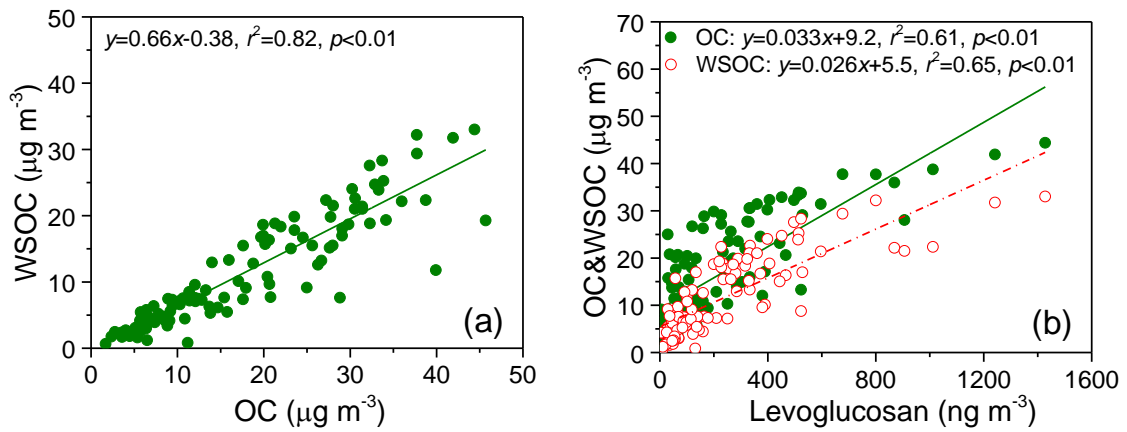 y=0.66x-0.38, r²=0.82, p<0.01
50
40
30
20
10
0
WSOC (μg m⁻³)
(a)
0 10 20 30 40 50
OC (μg m⁻³)
OC: y=0.033x+9.2, r²=0.61, p<0.01
WSOC: y=0.026x+5.5, r²=0.65, p<0.01
70
60
50
40
30
20
10
0
OC&WSOC (μg m⁻³)
(b)
0 400 800 1200 1600
Levoglucosan (ng m⁻³)